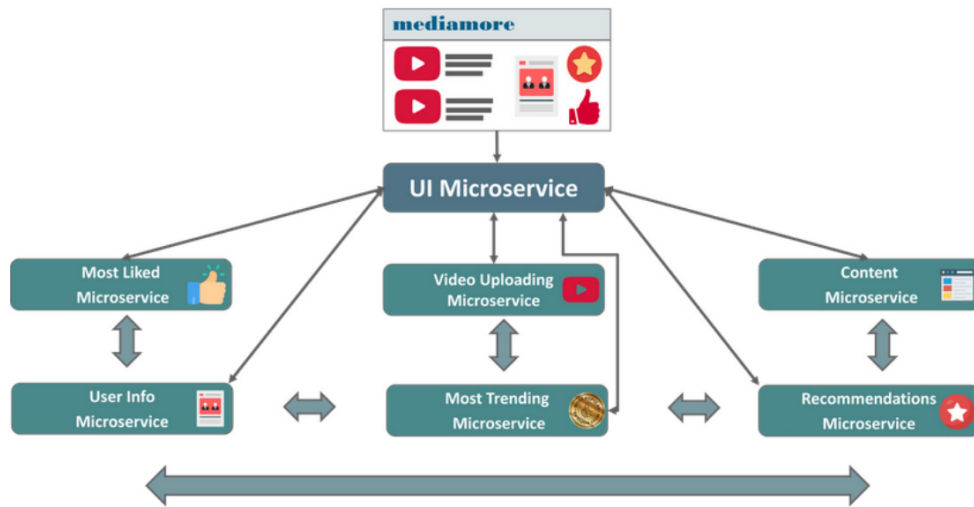 mediamore
UI Microservice
Most Liked
Microservice
Video Uploading
Microservice
Content
Microservice
User Info
Microservice
Most Trending
Microservice
Recommendations
Microservice